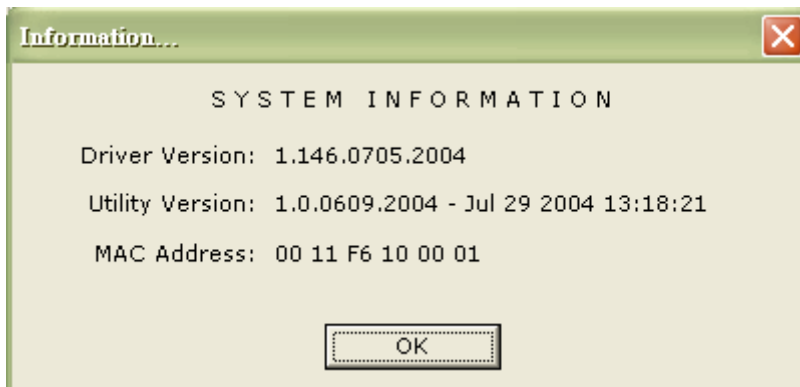 Information...
SYSTEM INFORMATION
Driver Version: 1.146.0705.2004
Utility Version: 1.0.0609.2004 - Jul 29 2004 13:18:21
MAC Address: 00 11 F6 10 00 01
OK